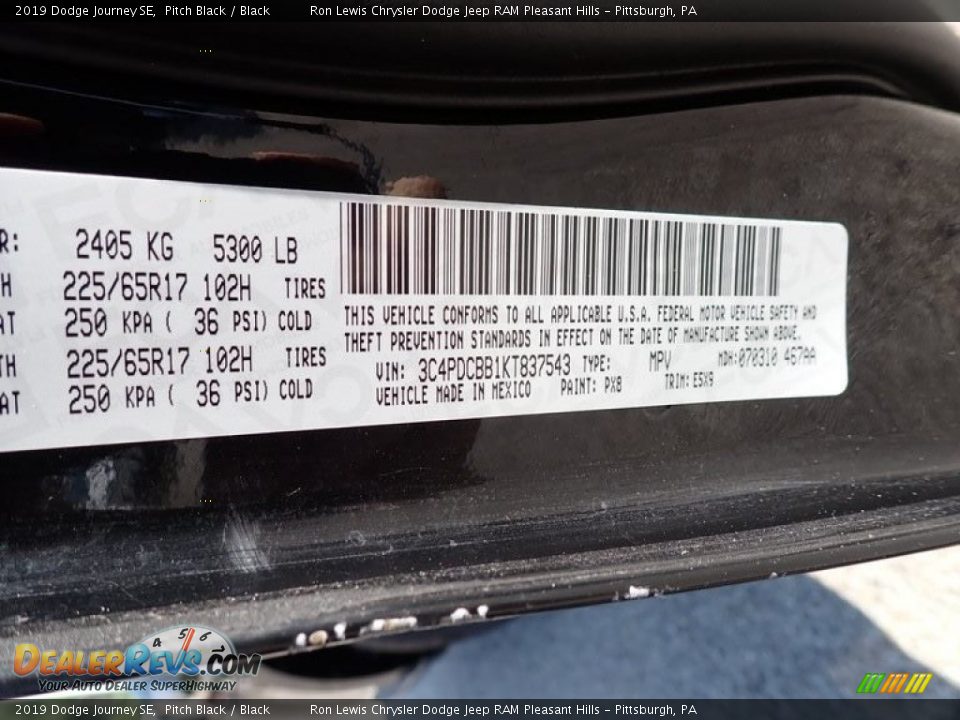 2019 Dodge Journey SE, Pitch Black / Black Ron Lewis Chrysler Dodge Jeep RAM Pleasant Hills - Pittsburgh, PA
R: 2405 KG 5300 LB
H 225/65R17 102H TIRES
AT 250 KPA ( 36 PSI) COLD
TH 225/65R17 102H TIRES
AT 250 KPA ( 36 PSI) COLD
THIS VEHICLE CONFORMS TO ALL APPLICABLE U.S.A. FEDERAL MOTOR VEHICLE SAFETY AND
THEFT PREVENTION STANDARDS IN EFFECT ON THE DATE OF MANUFACTURE SHOWN ABOVE.
VIN: 3C4PDCBB1KT837543 TYPE: MPV MDH:070310 467AA
VEHICLE MADE IN MEXICO PAINT: PX8 TRIM: E5X9
4 5 6
DEALERREVS.COM
YOUR AUTO DEALER SUPERHIGHWAY
2019 Dodge Journey SE, Pitch Black / Black Ron Lewis Chrysler Dodge Jeep RAM Pleasant Hills - Pittsburgh, PA